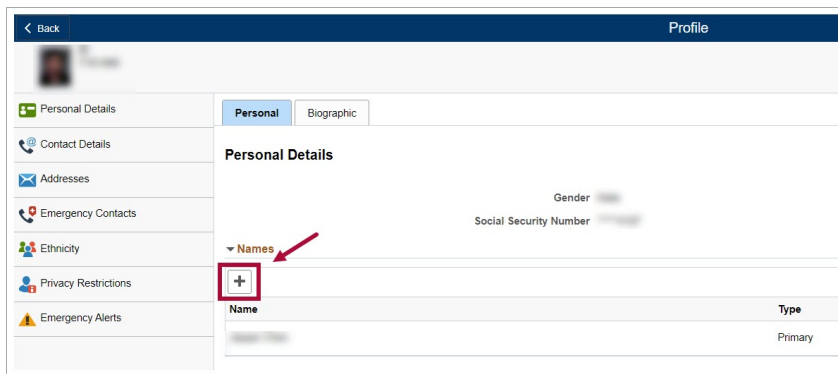 Back
Profile
Personal Details
Contact Details
Addresses
Emergency Contacts
Ethnicity
Privacy Restrictions
Emergency Alerts
Personal Biographic
Personal Details
Gender
Social Security Number
Names
+
Name Type
Primary